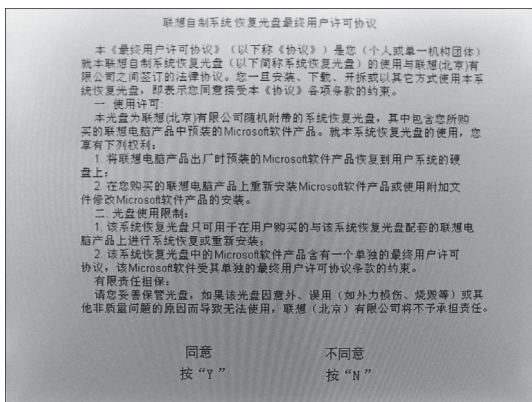 联想自制系统恢复光盘最终用户许可协议
本《最终用户许可协议》（以下称《协议》）是您（个人或单一机构团体）
就本联想系统恢复光盘（以下简称系统恢复光盘）的使用与联想(北京)有
限公司之间签订的法律协议。您一旦安装、下载、开拆或以其它方式使用本系
统恢复光盘，即表示您同意接受本《协议》各项条款的约束。
一. 使用许可:
本光盘为联想(北京)有限公司随机附带的系统恢复光盘，其中包含您所购
买的联想电脑产品中预装的Microsoft软件产品。就本系统恢复光盘的使用，您
享有下列权利：
1. 将联想电脑产品出厂时预装的Microsoft软件产品恢复到用户系统的硬
盘上；
2. 在您购买的联想电脑产品上重新安装Microsoft软件产品或使用附加文
件修改Microsoft软件产品的安装。
二. 光盘使用限制：
1. 该系统恢复光盘只可用于在用户购买的与该系统恢复光盘配套的联想电
脑产品上进行系统恢复或重新安装；
2. 该系统恢复光盘中的Microsoft产品含有一个单独的最终用户许可
协议，该Microsoft软件受其单独的最终用户许可协议条款的约束。
有限责任担保：
请您妥善保管光盘，如果该光盘因意外、误用（如外力损伤、烧毁等）或其
他非质量问题的原因而导致无法使用，联想（北京）有限公司将不予承担责任。
同意 不同意
按“Y” 按“N”